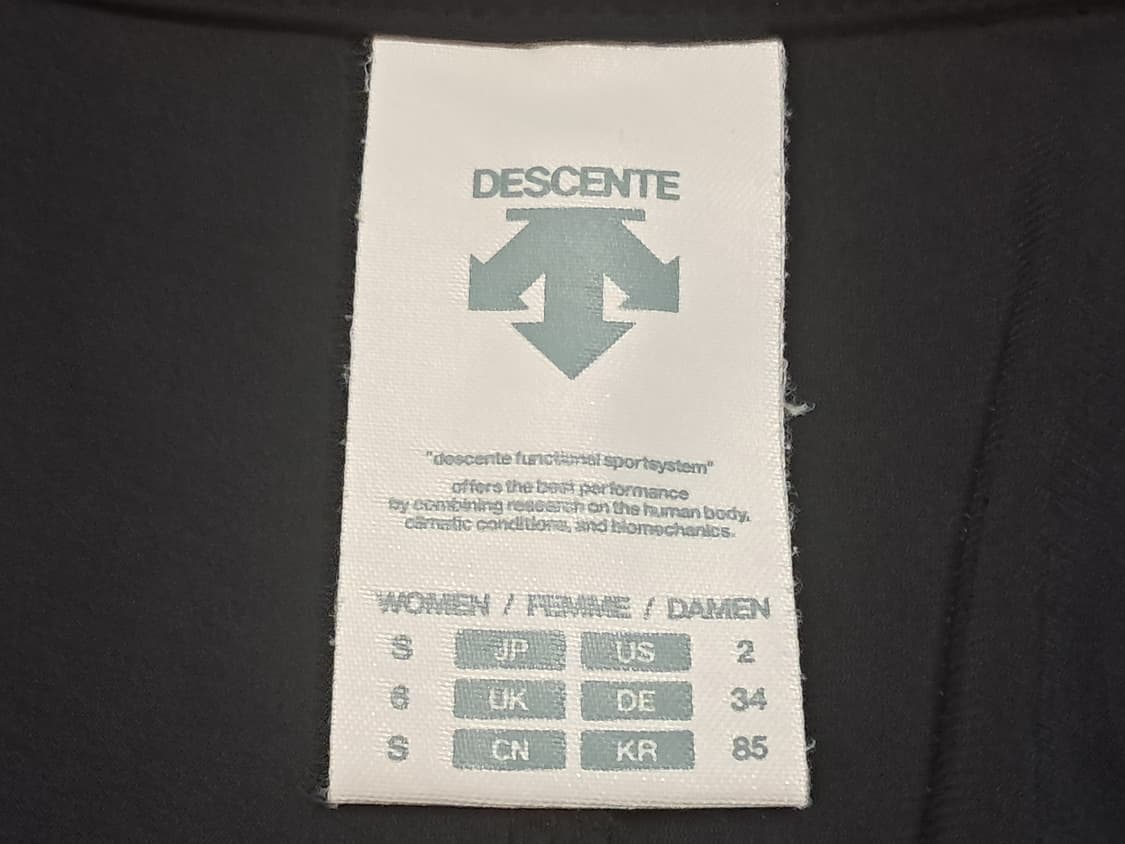 DESCENTE
"descente functional sportsystem"
offers the best performance
by combining research on the human body,
climatic conditions, and biomechanics.
WOMEN / FEMME / DAMEN
S JP US 2
6 UK DE 34
S CN KR 85